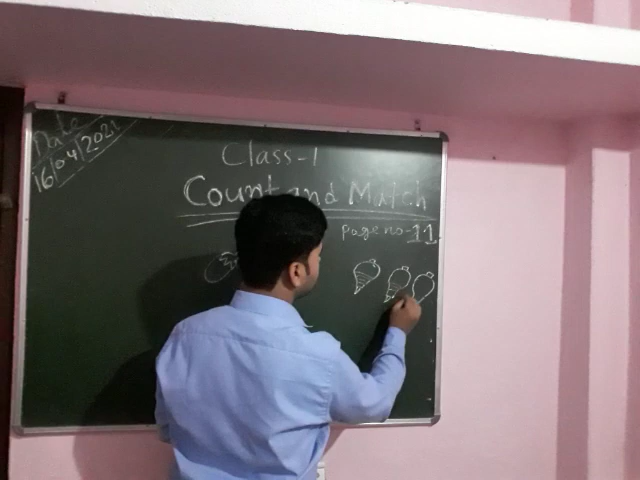 Date
16/04/2021
Class-1
Count and Match
Page no-11